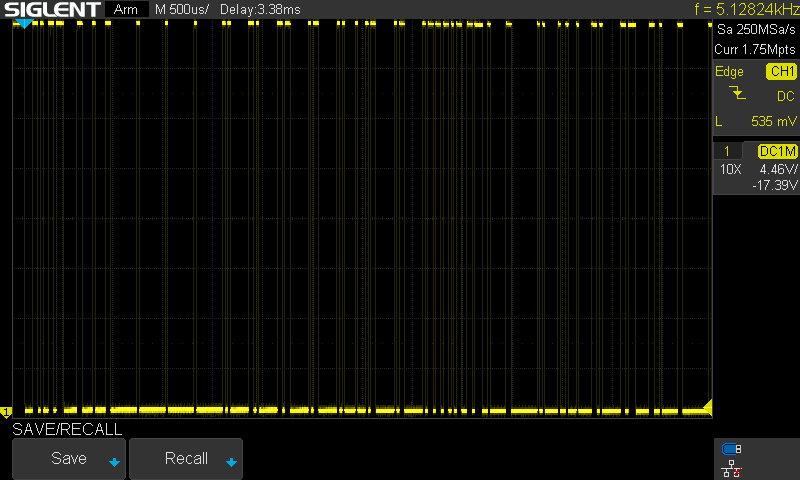 SIGLENT Arm M 500us/ Delay:3.38ms f = 5.12824kHz
Sa 250MSa/s
Curr 1.75Mpts
Edge CH1
DC
L 535 mV
1 DC1M
10X 4.46V/
-17.39V
1
SAVE/RECALL
Save Recall